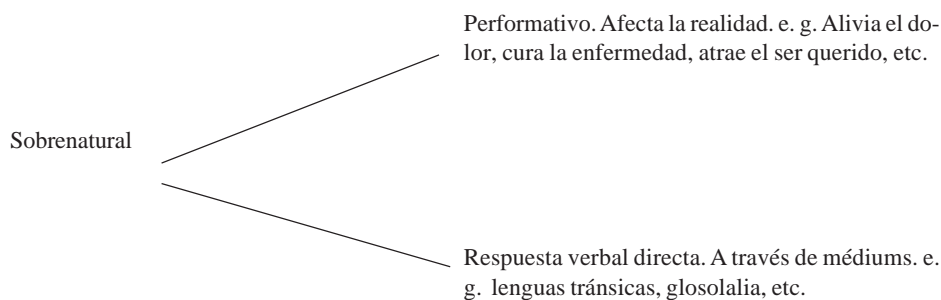 Performativo. Afecta la realidad. e. g. Alivia el do-
lor, cura la enfermedad, atrae el ser querido, etc.
Sobrenatural
Respuesta verbal directa. A través de médiums. e.
g. lenguas tránsicas, glosolalia, etc.